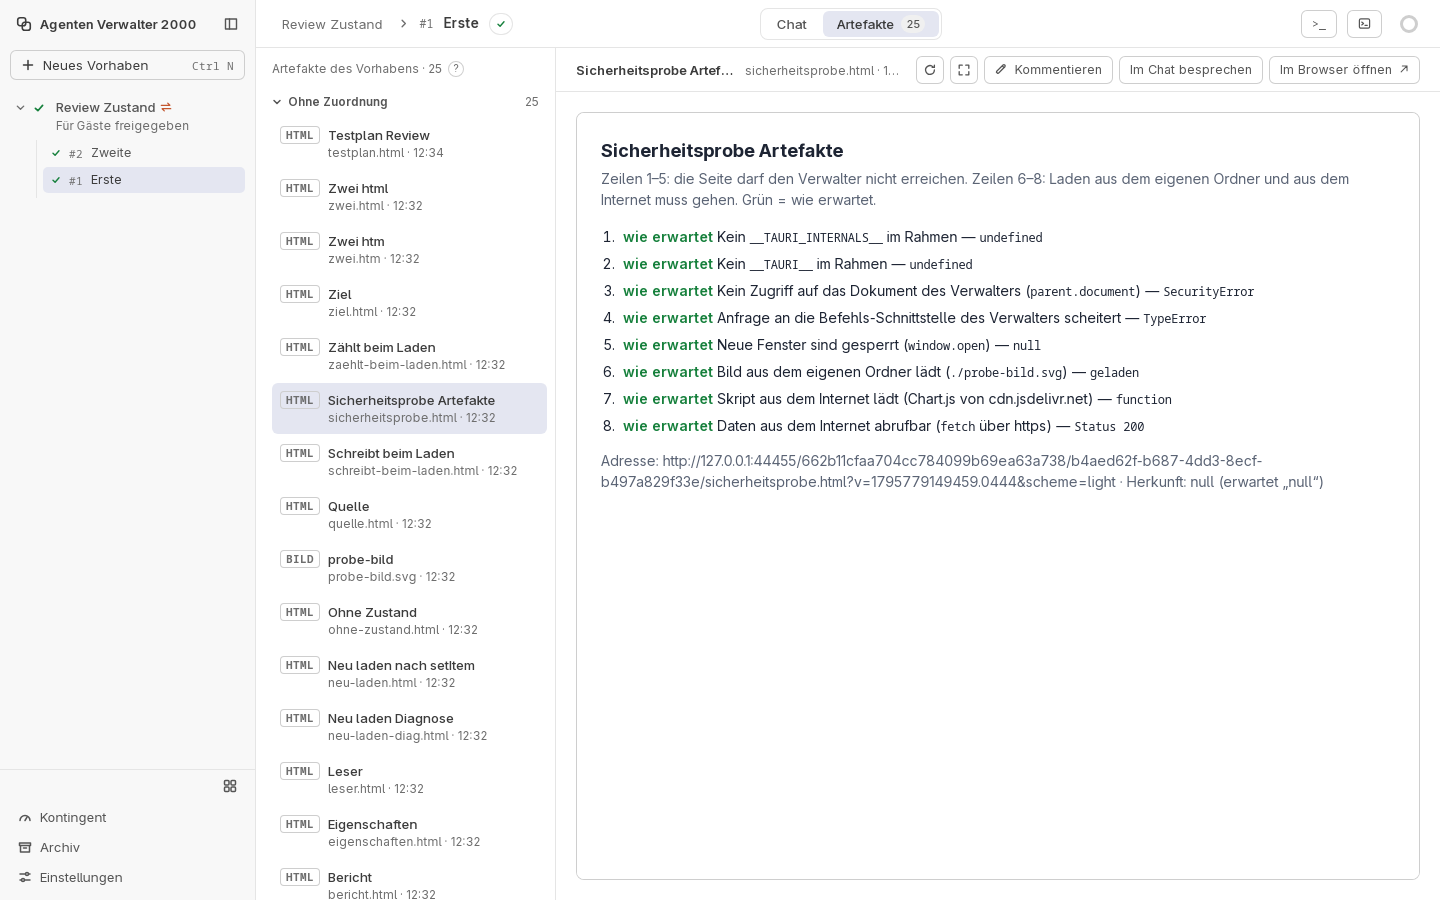 Agenten Verwalter 2000
Neues Vorhaben Ctrl N
Review Zustand
Für Gäste freigegeben
#2 Zweite
#1 Erste
Kontingent
Archiv
Einstellungen
Review Zustand #1 Erste
Chat Artefakte 25
>_
Artefakte des Vorhabens · 25 ?
Ohne Zuordnung 25
HTML Testplan Review
testplan.html · 12:34
HTML Zwei html
zwei.html · 12:32
HTML Zwei htm
zwei.htm · 12:32
HTML Ziel
ziel.html · 12:32
HTML Zählt beim Laden
zaehlt-beim-laden.html · 12:32
HTML Sicherheitsprobe Artefakte
sicherheitsprobe.html · 12:32
HTML Schreibt beim Laden
schreibt-beim-laden.html · 12:32
HTML Quelle
quelle.html · 12:32
BILD probe-bild
probe-bild.svg · 12:32
HTML Ohne Zustand
ohne-zustand.html · 12:32
HTML Neu laden nach setItem
neu-laden.html · 12:32
HTML Neu laden Diagnose
neu-laden-diag.html · 12:32
HTML Leser
leser.html · 12:32
HTML Eigenschaften
eigenschaften.html · 12:32
HTML Bericht
bericht.html · 12:32
Sicherheitsprobe Artef… sicherheitsprobe.html · 1…
Kommentieren
Im Chat besprechen
Im Browser öffnen
Sicherheitsprobe Artefakte
Zeilen 1–5: die Seite darf den Verwalter nicht erreichen. Zeilen 6–8: Laden aus dem eigenen Ordner und aus dem
Internet muss gehen. Grün = wie erwartet.
1. wie erwartet Kein __TAURI_INTERNALS__ im Rahmen — undefined
2. wie erwartet Kein __TAURI__ im Rahmen — undefined
3. wie erwartet Kein Zugriff auf das Dokument des Verwalters (parent.document) — SecurityError
4. wie erwartet Anfrage an die Befehls-Schnittstelle des Verwalters scheitert — TypeError
5. wie erwartet Neue Fenster sind gesperrt (window.open) — null
6. wie erwartet Bild aus dem eigenen Ordner lädt (./probe-bild.svg) — geladen
7. wie erwartet Skript aus dem Internet lädt (Chart.js von cdn.jsdelivr.net) — function
8. wie erwartet Daten aus dem Internet abrufbar (fetch über https) — Status 200
Adresse: http://127.0.0.1:44455/662b11cfaa704cc784099b69ea63a738/b4aed62f-b687-4dd3-8ecf-
b497a829f33e/sicherheitsprobe.html?v=1795779149459.0444&scheme=light · Herkunft: null (erwartet „null“)